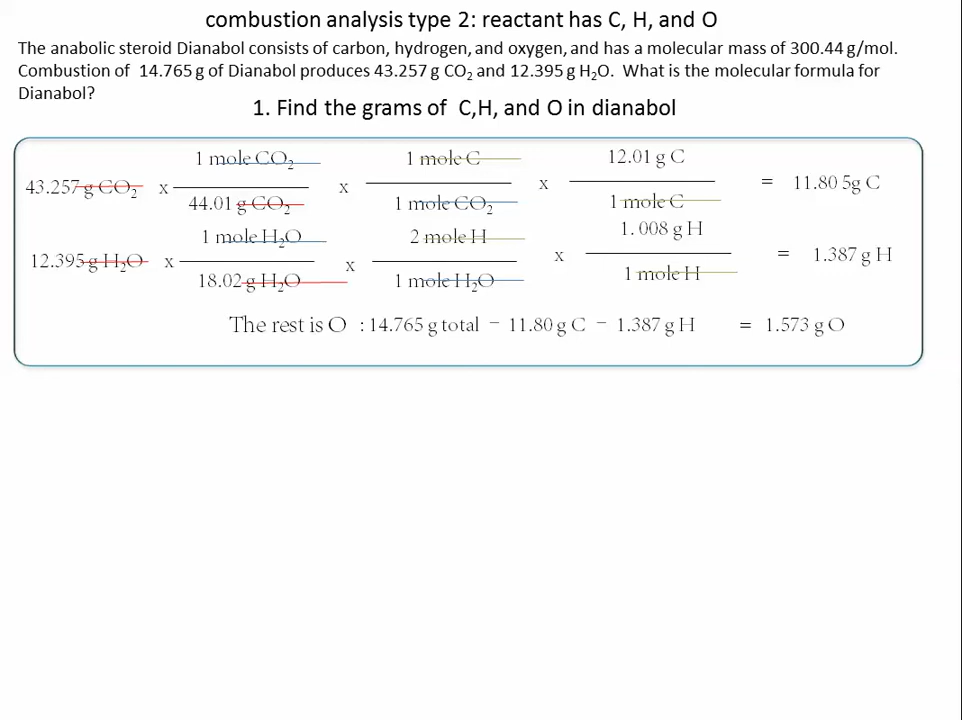 combustion analysis type 2: reactant has C, H, and O
The anabolic steroid Dianabol consists of carbon, hydrogen, and oxygen, and has a molecular mass of 300.44 g/mol.
Combustion of 14.765 g of Dianabol produces 43.257 g CO₂ and 12.395 g H₂O. What is the molecular formula for
Dianabol?
1. Find the grams of C,H, and O in dianabol
1 mole CO₂ 1 mole C 12.01 g C
43.257 g CO₂ x x x = 11.80 5g C
44.01 g CO₂ 1 mole CO₂ 1 mole C
1 mole H₂O 2 mole H 1. 008 g H
12.395 g H₂O x x x = 1.387 g H
18.02 g H₂O 1 mole H₂O 1 mole H
The rest is O : 14.765 g total − 11.80 g C − 1.387 g H = 1.573 g O